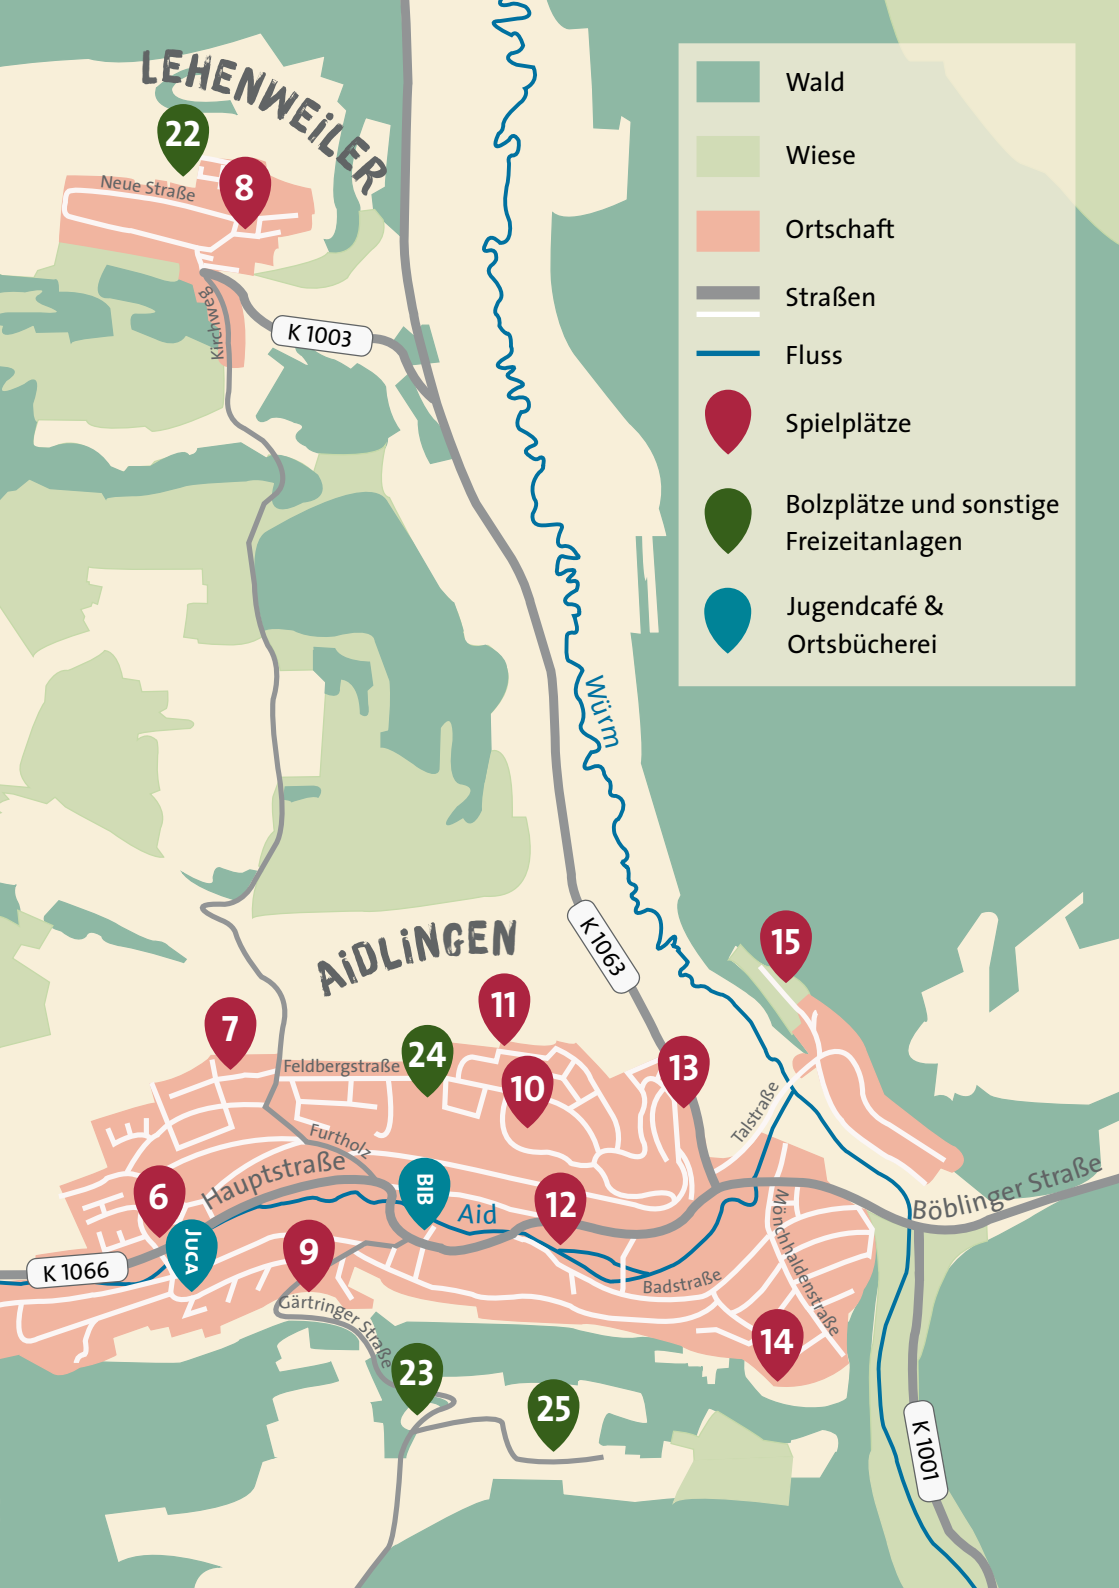 LEHENWEiLER
22
8
Neue Straße
Kirchweg
K 1003
Wald
Wiese
Ortschaft
Straßen
Fluss
Spielplätze
Bolzplätze und sonstige
Freizeitanlagen
Jugendcafé &
Ortsbücherei
Würm
AiDLiNGEN
K 1063
15
11
7
24
Feldbergstraße
10
13
Talstraße
Furtholz
Hauptstraße
6
BIB
Aid
12
Böblinger Straße
JUCA
9
K 1066
Mönchhaldenstraße
Badstraße
Gärtringer Straße
14
23
25
K 1001